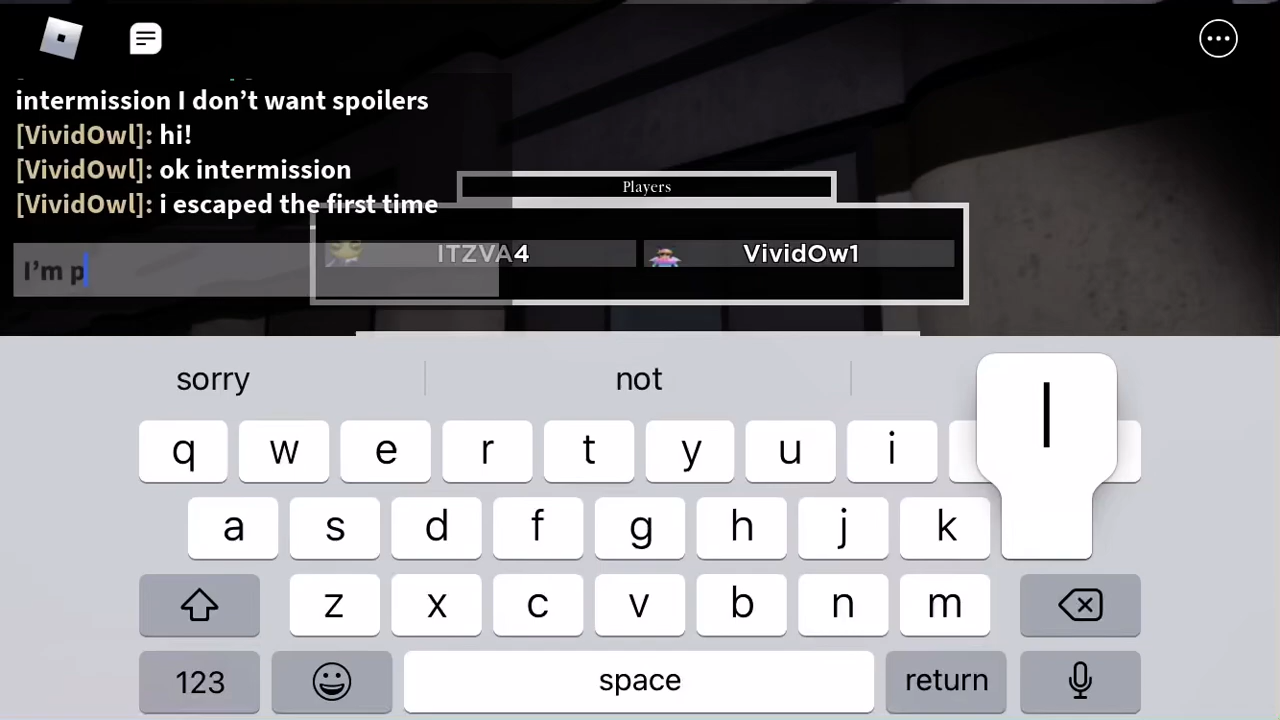 intermission I don’t want spoilers
[VividOwl]: hi!
[VividOwl]: ok intermission
[VividOwl]: i escaped the first time
Players
ITZVA4
VividOw1
I’m p
sorry
not
l
q w e r t y u i
a s d f g h j k
z x c v b n m
123
space
return